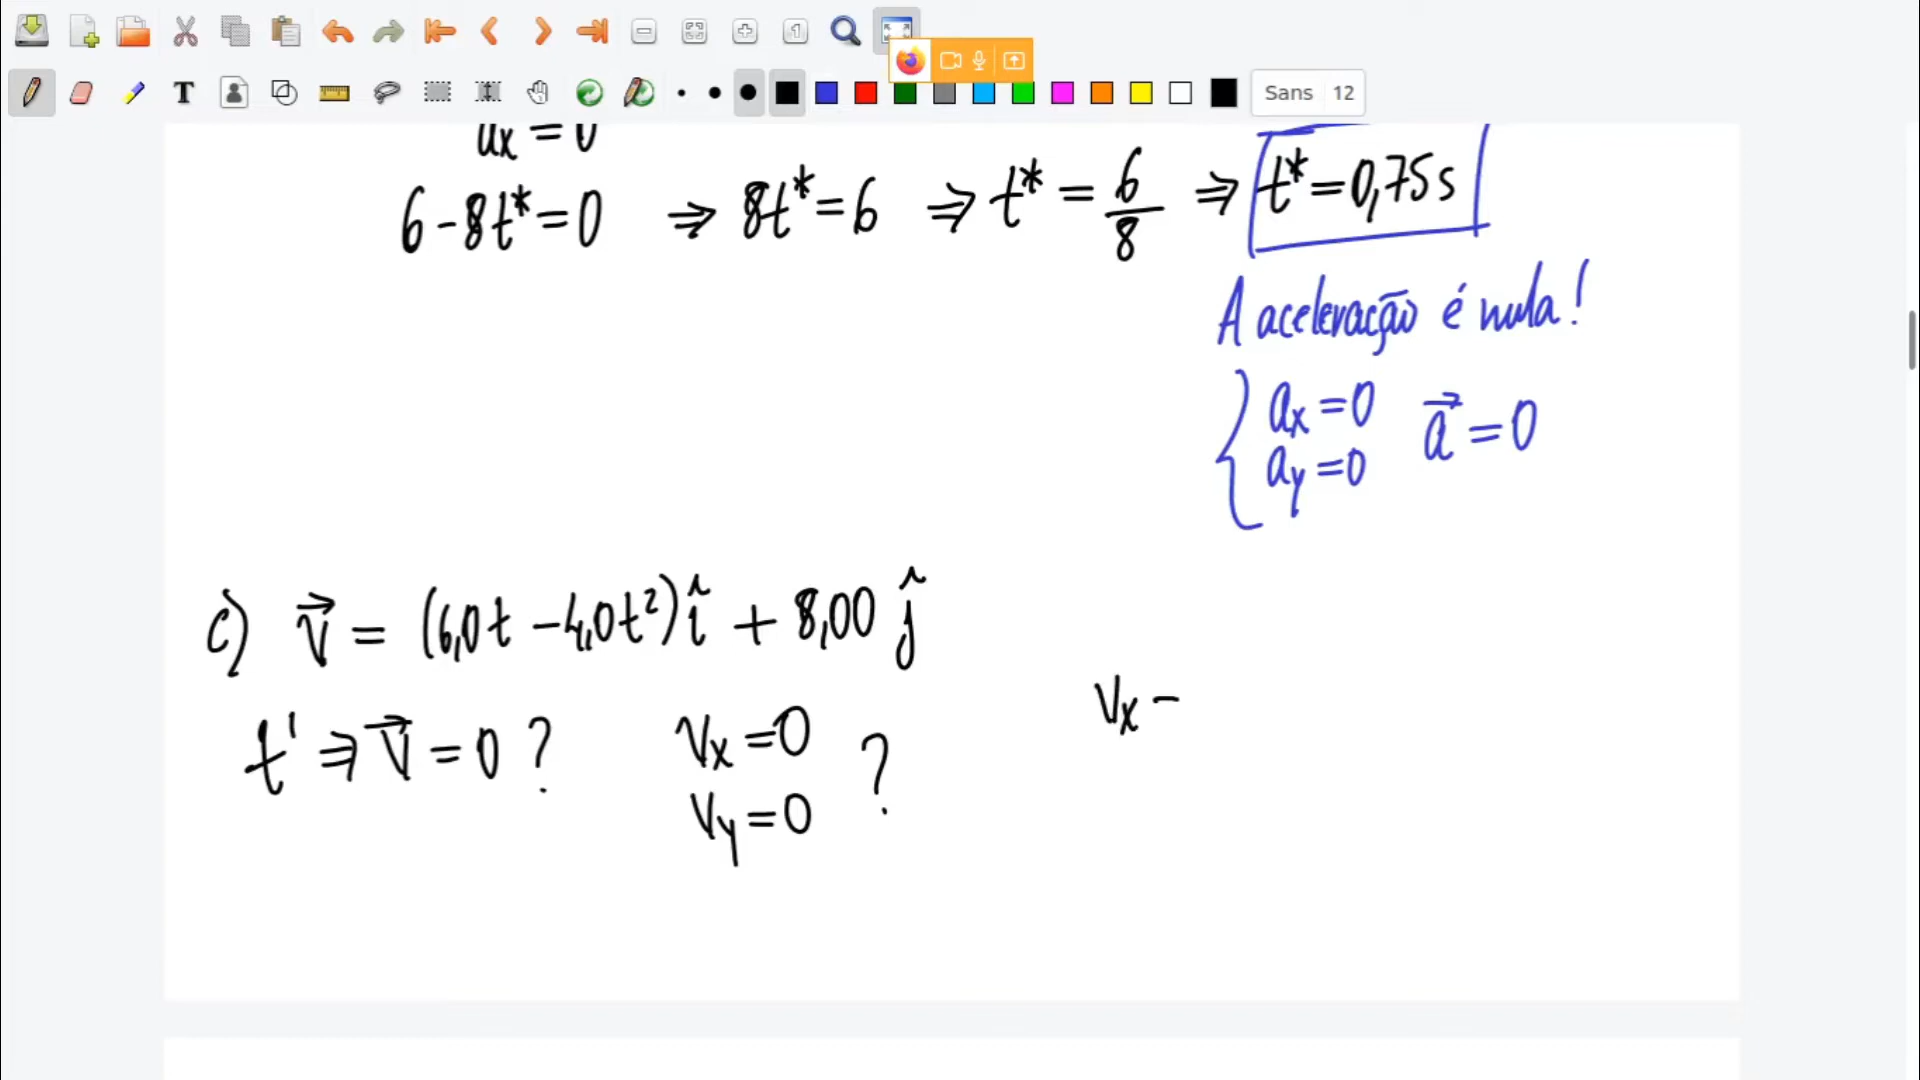 Sans 12
ax = 0
6 - 8t* = 0 ⇒ 8t* = 6 ⇒ t* = 6/8 ⇒ t* = 0,75 s
A aceleração é nula!
{ ax = 0
ay = 0
a⃗ = 0
c) v⃗ = (6,0t - 4,0t²) î + 8,00 ĵ
t' ⇒ v⃗ = 0 ?
vx = 0
vy = 0
?
vx -